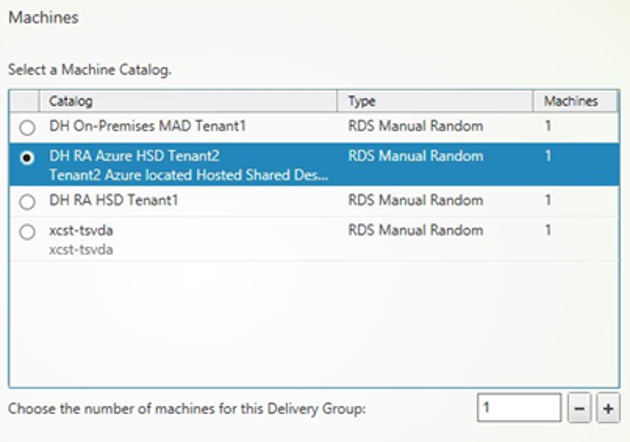 Machines
Select a Machine Catalog.
Catalog Type Machines
DH On-Premises MAD Tenant1 RDS Manual Random 1
DH RA Azure HSD Tenant2 RDS Manual Random 1
Tenant2 Azure located Hosted Shared Des...
DH RA HSD Tenant1 RDS Manual Random 1
xcst-tsvda RDS Manual Random 1
xcst-tsvda
Choose the number of machines for this Delivery Group: 1 − +